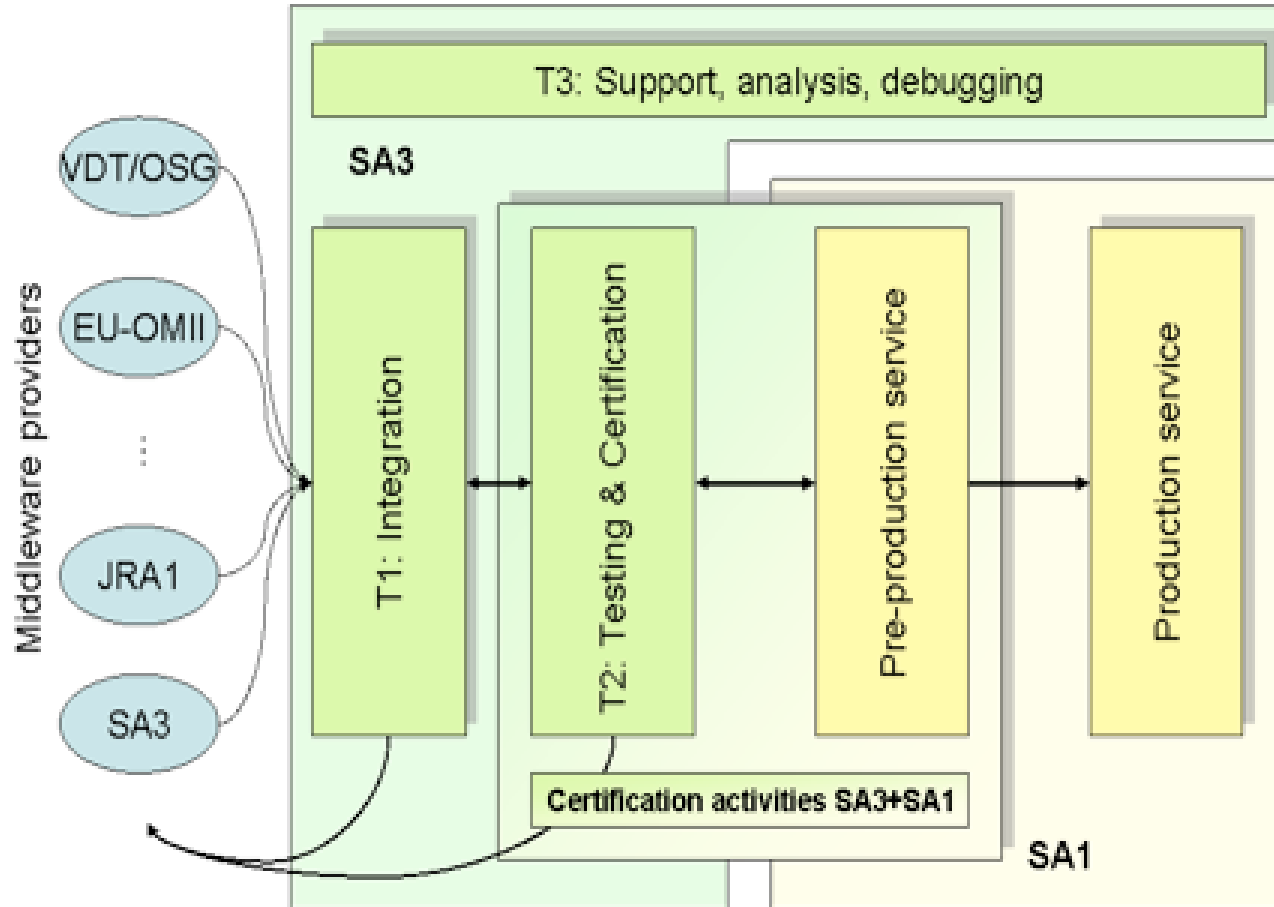 T3: Support, analysis, debugging
SA3
VDT/OSG
EU-OMII
...
JRA1
SA3
Middleware providers
T1: Integration
T2: Testing & Certification
Pre-production service
Production service
Certification activities SA3+SA1
SA1